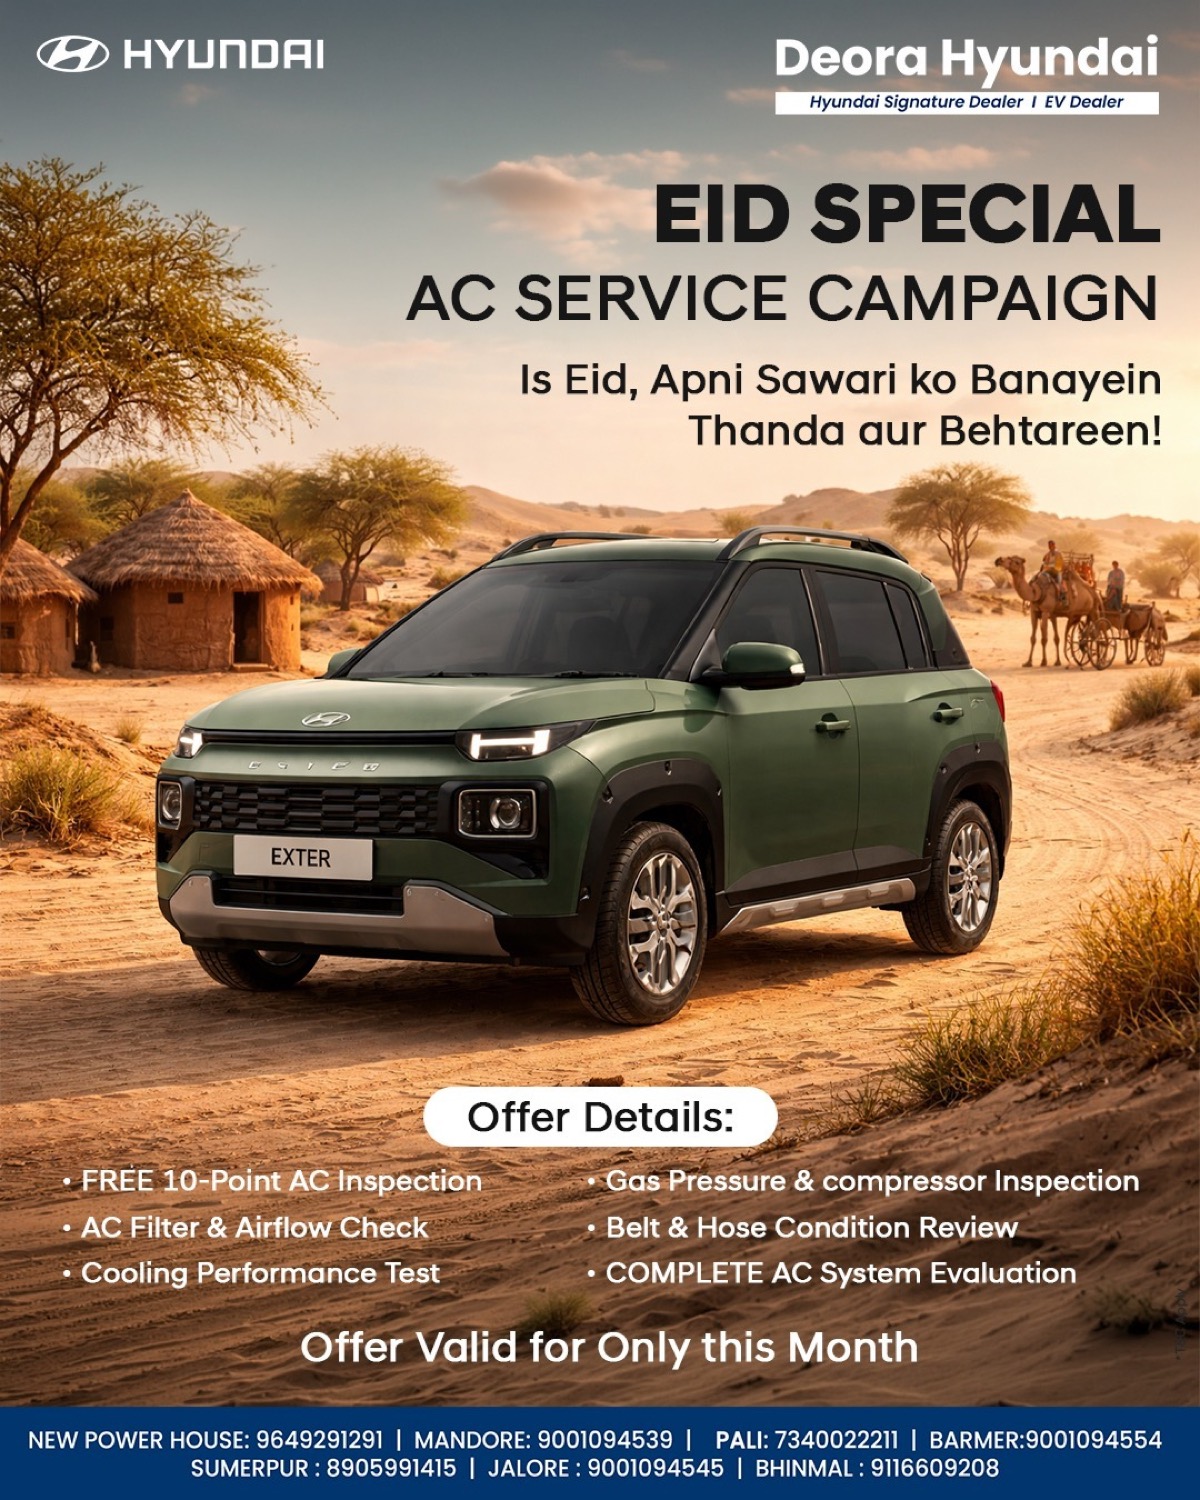 HYUNDAI
Deora Hyundai
Hyundai Signature Dealer I EV Dealer
EID SPECIAL
AC SERVICE CAMPAIGN
Is Eid, Apni Sawari ko Banayein
Thanda aur Behtareen!
EXTER
Offer Details:
• FREE 10-Point AC Inspection
• AC Filter & Airflow Check
• Cooling Performance Test
• Gas Pressure & compressor Inspection
• Belt & Hose Condition Review
• COMPLETE AC System Evaluation
Offer Valid for Only this Month
NEW POWER HOUSE: 9649291291 | MANDORE: 9001094539 | PALI: 7340022211 | BARMER:9001094554
SUMERPUR : 8905991415 | JALORE : 9001094545 | BHINMAL : 9116609208